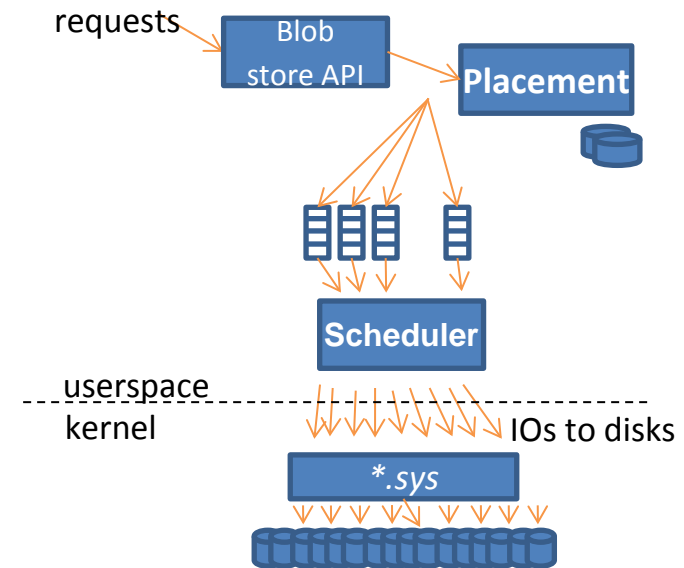 requests
Blob
store API
Placement
Scheduler
userspace
kernel
IOs to disks
*.sys